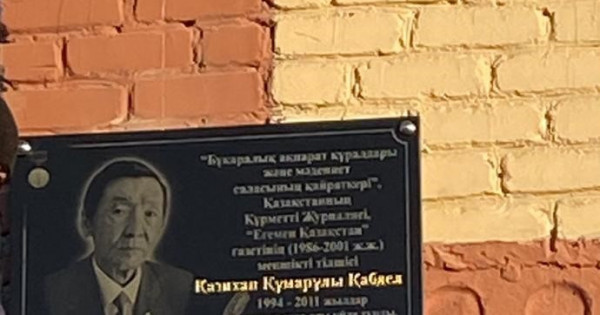 "Бұқаралық ақпарат құралдары
және мәдениет
саласының қайраткері",
Қазақстанның
Құрметті Журналисі,
"Егемен Қазақстан"
газетінің (1986-2001 ж.ж.)
меншікті тілшісі
Қазихан Құмарұлы Қабдел
1994 - 2011 жылдар